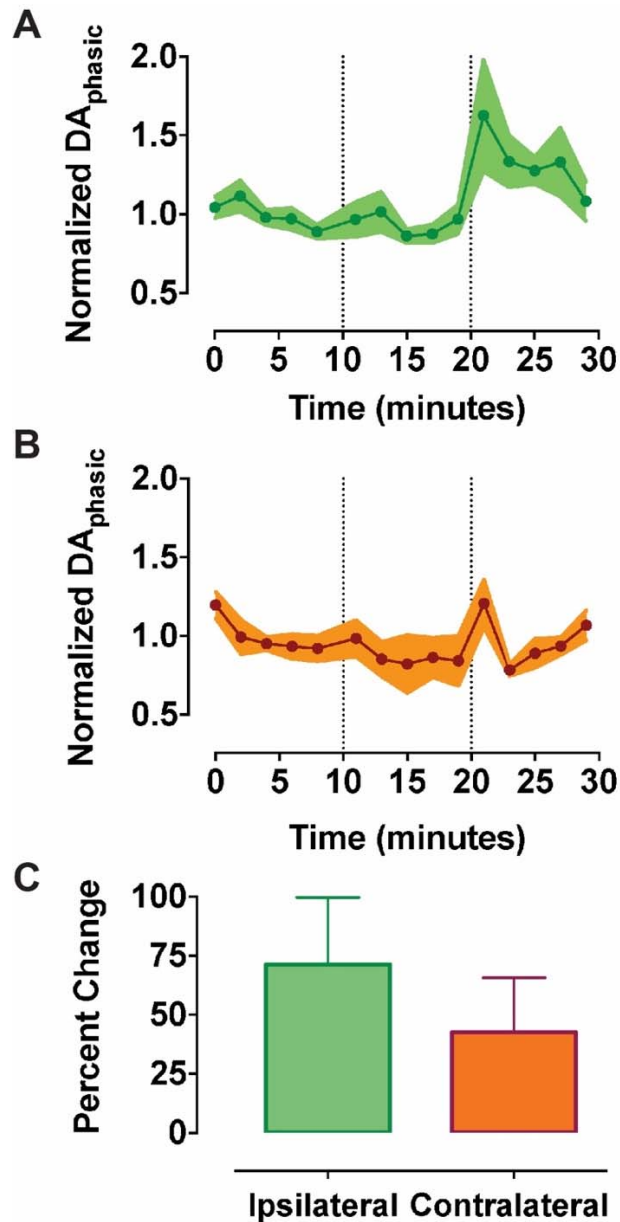 A
Normalized DAphasic
2.0
1.5
1.0
0.5
0 5 10 15 20 25 30
Time (minutes)
B
Normalized DAphasic
2.0
1.5
1.0
0.5
0 5 10 15 20 25 30
Time (minutes)
C
Percent Change
100
75
50
25
0
Ipsilateral Contralateral